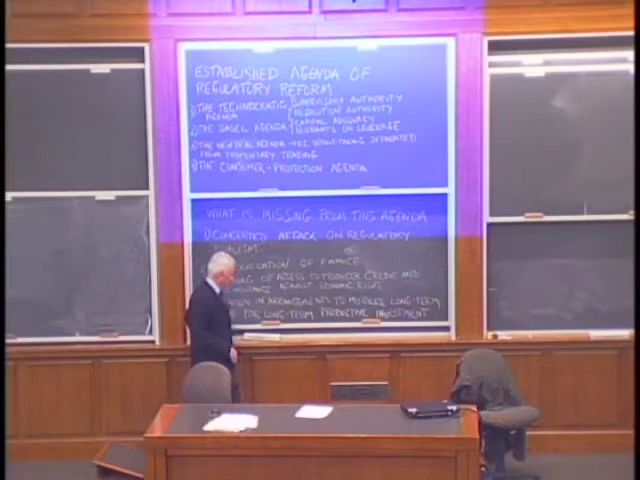 ESTABLISHED AGENDA OF
REGULATORY REFORM
1) THE TECHNOCRATIC SUPERVISORY AUTHORITY
AGENDA RESOLUTION AUTHORITY
2) THE BASEL AGENDA CAPITAL ADEQUACY
ON LEVERAGE
3) THE NEW DEAL AGENDA - SEPARATED
FROM PROPRIETARY TRADING
4) THE CONSUMER-PROTECTION AGENDA
WHAT IS MISSING FROM THIS AGENDA
1) CONCERTED ATTACK ON REGULATORY
OF FINANCE
OF ACCESS TO PRODUCER CREDIT AND
AGAINST ECONOMIC RISKS
IN ARRANGEMENTS TO MOBILIZE LONG-TERM
FOR LONG-TERM PRODUCTIVE INVESTMENT